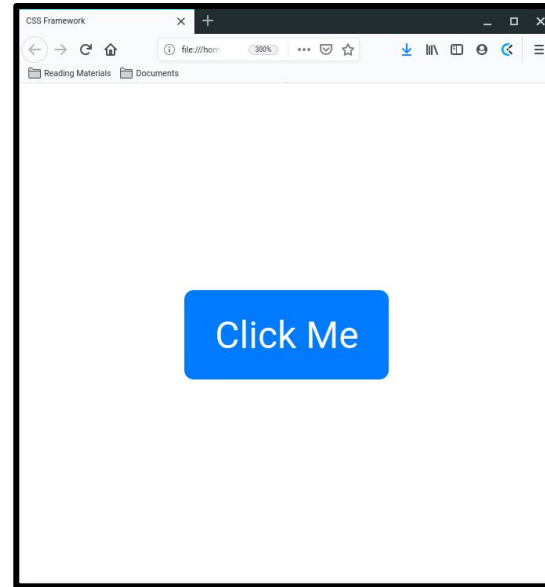 CSS Framework
file:///hom
300%
Reading Materials Documents
Click Me